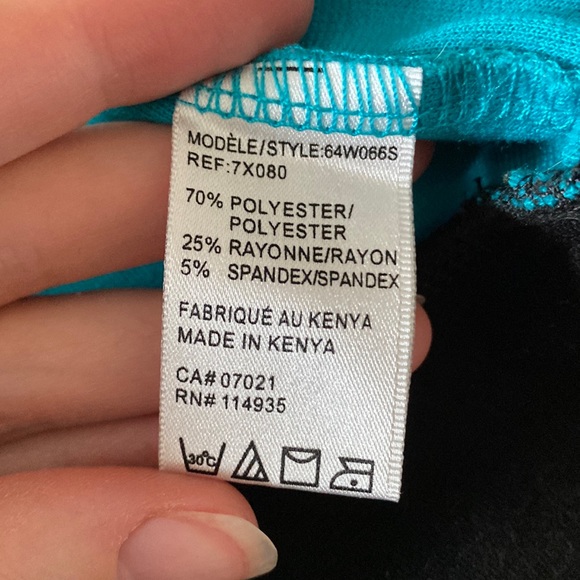 MODÈLE/STYLE:64W066S
REF:7X080
70% POLYESTER/
POLYESTER
25% RAYONNE/RAYON
5% SPANDEX/SPANDEX
FABRIQUÉ AU KENYA
MADE IN KENYA
CA# 07021
RN# 114935
30°C